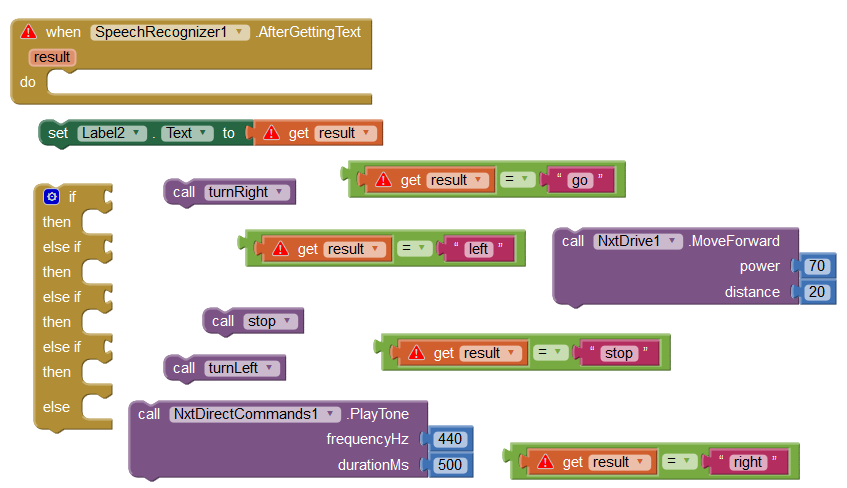 when SpeechRecognizer1 .AfterGettingText
result
do
set Label2 . Text to get result
get result = “ go ”
if
call turnRight
then
else if
get result = “ left ”
call NxtDrive1 .MoveForward
power 70
distance 20
then
else if
then
call stop
else if
get result = “ stop ”
then
call turnLeft
else
call NxtDirectCommands1 .PlayTone
frequencyHz 440
durationMs 500
get result = “ right ”